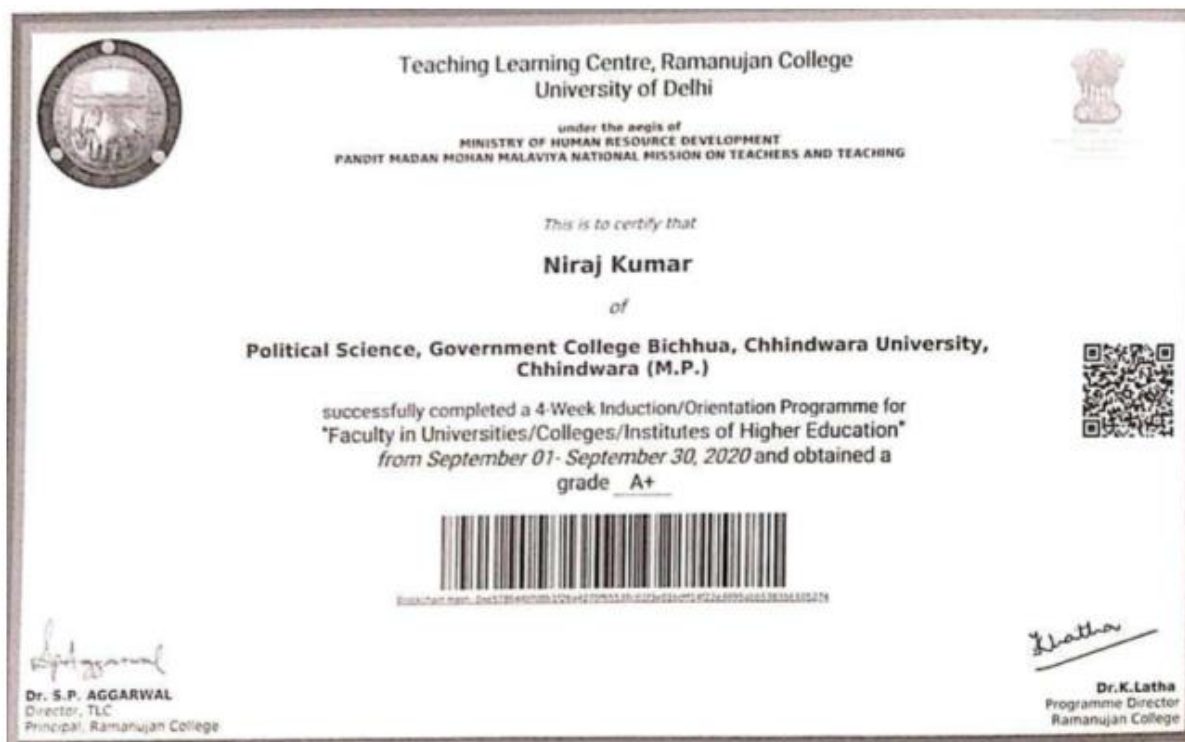 Teaching Learning Centre, Ramanujan College
University of Delhi
under the aegis of
MINISTRY OF HUMAN RESOURCE DEVELOPMENT
PANDIT MADAN MOHAN MALAVIYA NATIONAL MISSION ON TEACHERS AND TEACHING
This is to certify that
Niraj Kumar
of
Political Science, Government College Bichhua, Chhindwara University,
Chhindwara (M.P.)
successfully completed a 4-Week Induction/Orientation Programme for
"Faculty in Universities/Colleges/Institutes of Higher Education"
from September 01- September 30, 2020 and obtained a
grade A+
Blockchain Hash:
Dr. S.P. AGGARWAL
Director, TLC
Principal, Ramanujan College
Dr.K.Latha
Programme Director
Ramanujan College